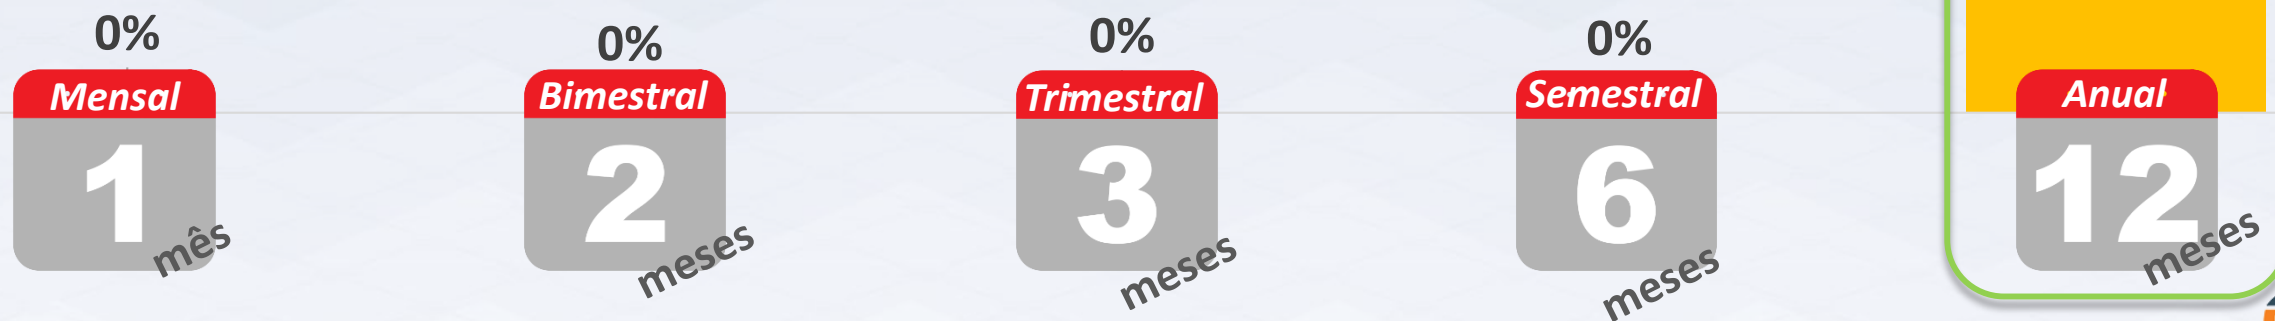 0%
0%
0%
0%
Mensal
Bimestral
Trimestral
Semestral
Anual
1
2
3
6
12
mês
meses
meses
meses
meses